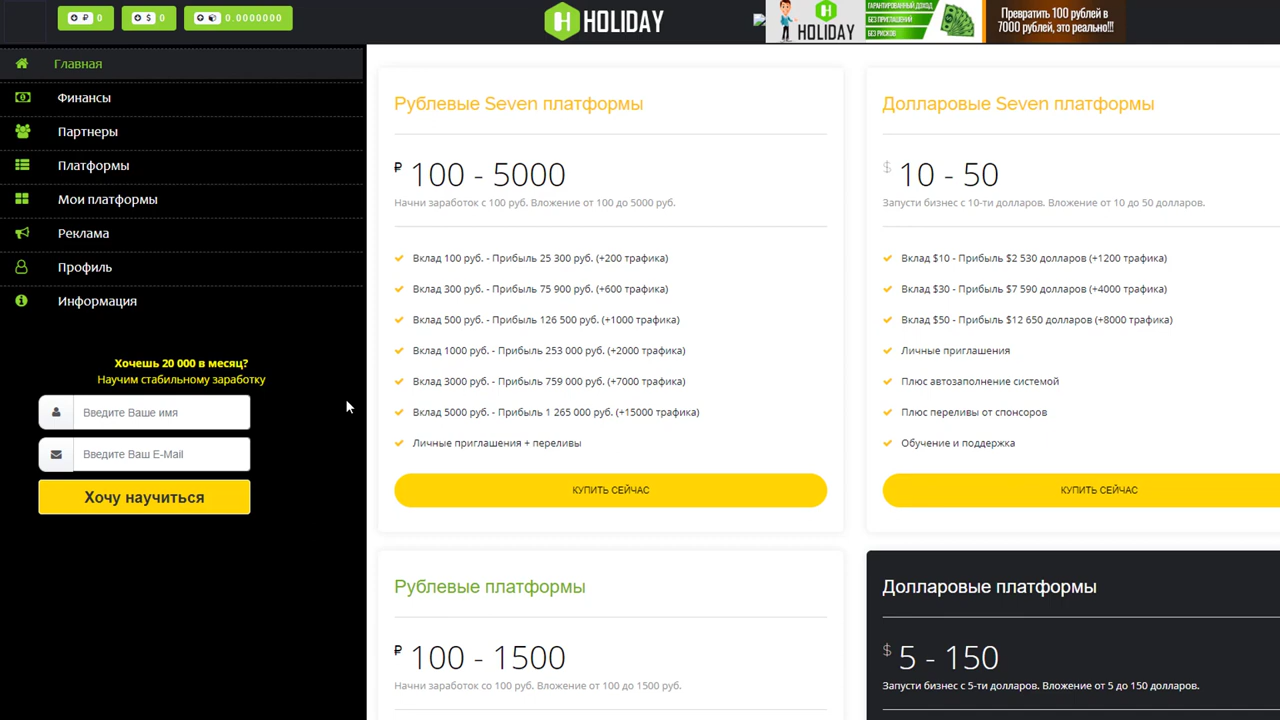 ₽ 0
$ 0
0.0000000
HOLIDAY
HOLIDAY
ГАРАНТИРОВАННЫЙ ДОХОД
БЕЗ ПРИГЛАШЕНИЙ
БЕЗ РИСКОВ
Превратить 100 рублей в
7000 рублей, это реально!!!
Главная
Финансы
Партнеры
Платформы
Мои платформы
Реклама
Профиль
Информация
Хочешь 20 000 в месяц?
Научим стабильному заработку
Введите Ваше имя
Введите Ваш E-Mail
Хочу научиться
Рублевые Seven платформы
₽ 100 - 5000
Начни заработок с 100 руб. Вложение от 100 до 5000 руб.
Вклад 100 руб. - Прибыль 25 300 руб. (+200 трафика)
Вклад 300 руб. - Прибыль 75 900 руб. (+600 трафика)
Вклад 500 руб. - Прибыль 126 500 руб. (+1000 трафика)
Вклад 1000 руб. - Прибыль 253 000 руб. (+2000 трафика)
Вклад 3000 руб. - Прибыль 759 000 руб. (+7000 трафика)
Вклад 5000 руб. - Прибыль 1 265 000 руб. (+15000 трафика)
Личные приглашения + переливы
КУПИТЬ СЕЙЧАС
Долларовые Seven платформы
$ 10 - 50
Запусти бизнес с 10-ти долларов. Вложение от 10 до 50 долларов.
Вклад $10 - Прибыль $2 530 долларов (+1200 трафика)
Вклад $30 - Прибыль $7 590 долларов (+4000 трафика)
Вклад $50 - Прибыль $12 650 долларов (+8000 трафика)
Личные приглашения
Плюс автозаполнение системой
Плюс переливы от спонсоров
Обучение и поддержка
КУПИТЬ СЕЙЧАС
Рублевые платформы
₽ 100 - 1500
Начни заработок со 100 руб. Вложение от 100 до 1500 руб.
Долларовые платформы
$ 5 - 150
Запусти бизнес с 5-ти долларов. Вложение от 5 до 150 долларов.